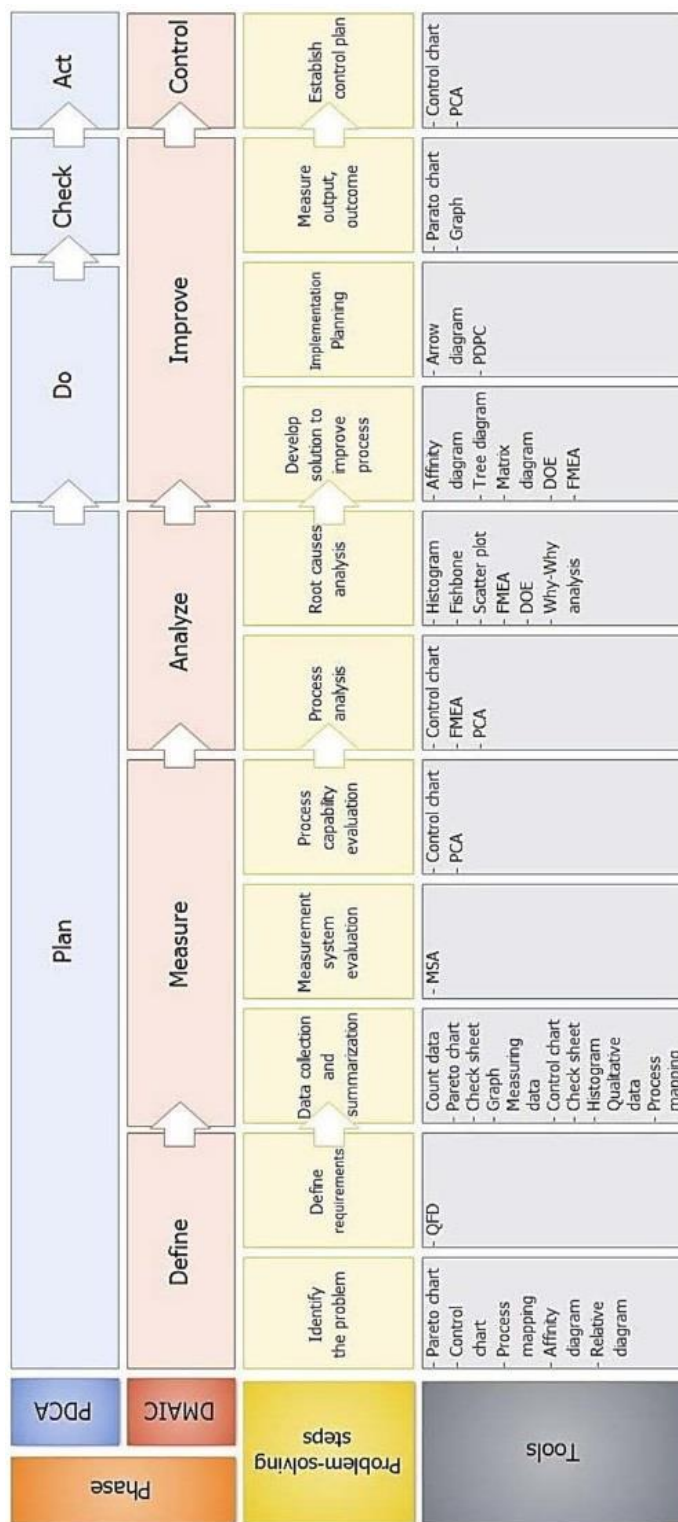 Phase
PDCA
Plan
Do
Check
Act
DMAIC
Define
Measure
Analyze
Improve
Control
Problem-solving
steps
Identify
the problem
Define
requirements
Data collection
and
summarization
Measurement
system
evaluation
Process
capablity
evaluation
Process
analysis
Root causes
analysis
Develop
solution to
improve
process
Implementation
Planning
Measure
output,
outcome
Establish
control plan
Tools
- Pareto chart
- Control
chart
- Process
mapping
- Affinity
diagram
- Relative
diagram
- QFD
Count data
- Pareto chart
- Check sheet
- Graph
Measuring
data
- Control chart
- Check sheet
- Histogram
Qualtative
data
- Process
mapping
- MSA
- Control chart
- PCA
- Control chart
- FMEA
- PCA
- Histogram
- Fishbone
- Scatter plot
- FMEA
- DOE
- Why-Why
analysis
- Affinity
diagram
- Tree diagram
- Matrix
diagram
- DOE
- FMEA
- Arrow
diagram
- PDPC
- Parato chart
- Graph
- Control chart
- PCA